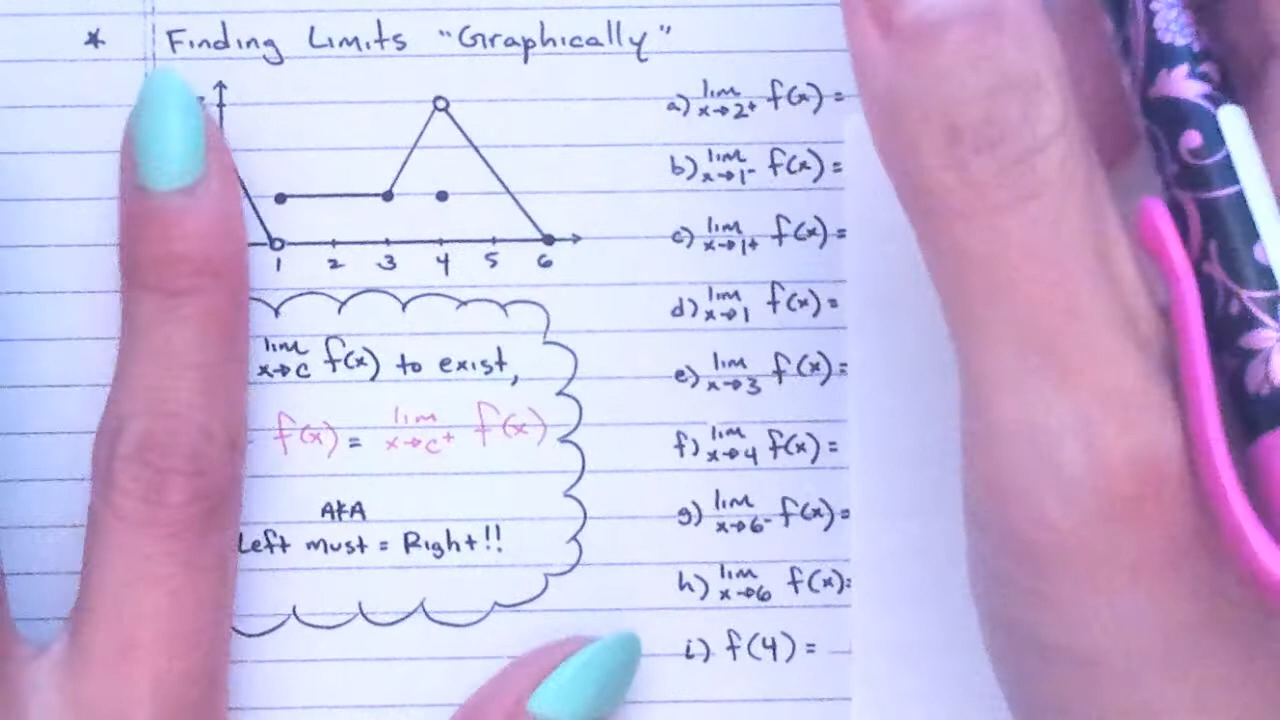 * Finding Limits "Graphically"
1 2 3 4 5 6
lim x→c f(x) to exist,
f(x) = lim x→c⁺ f(x)
AKA
Left must = Right!!
a) lim x→2⁺ f(x) =
b) lim x→1⁻ f(x) =
c) lim x→1⁺ f(x) =
d) lim x→1 f(x) =
e) lim x→3 f(x) =
f) lim x→4 f(x) =
g) lim x→6⁻ f(x) =
h) lim x→6 f(x) =
i) f(4) =